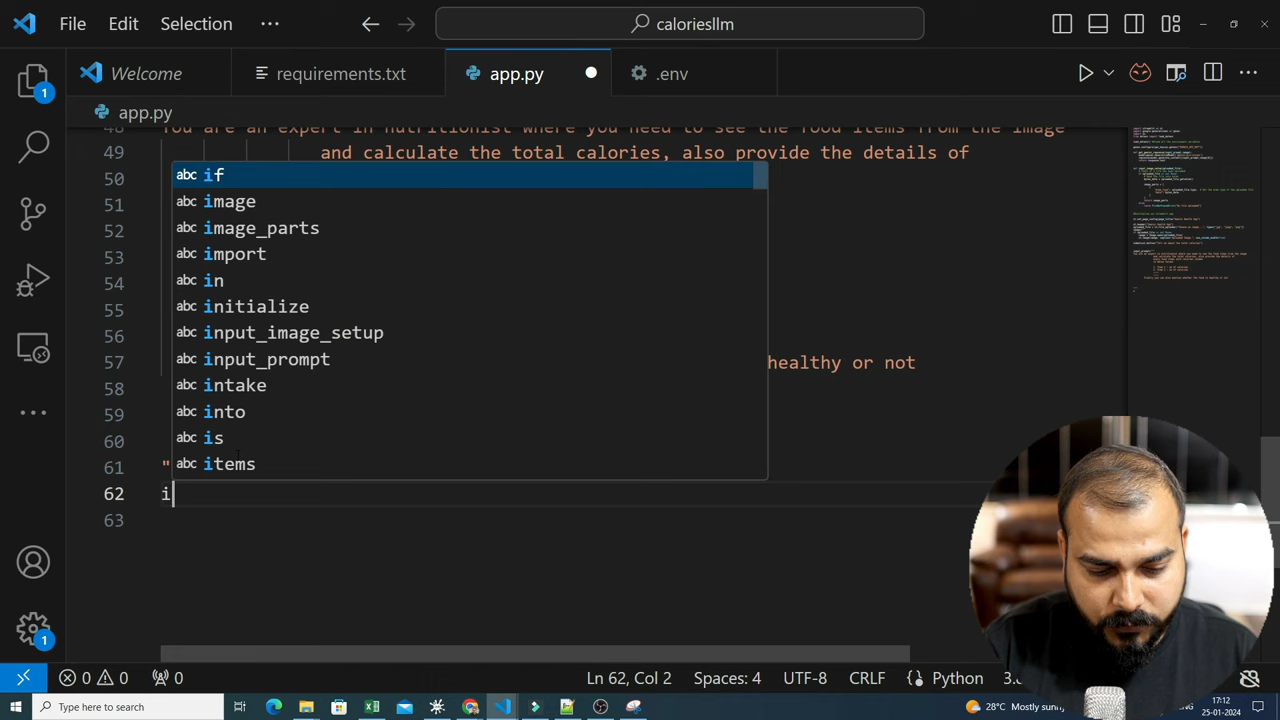 File Edit Selection ··· caloriesllm
Welcome requirements.txt app.py .env
app.py
48 You are an expert in nutritionist where you need to see the food items from the image
49 and calculate the total calories, also provide the details of
50 if
51 image
image_parts
52 import
53 in
54 initialize
55 input_image_setup
56 input_prompt
57 healthy or not
intake
58
59 into
60 is
61 " items
62 i
63
1
1
0 0 0 Ln 62, Col 2 Spaces: 4 UTF-8 CRLF Python 3.8
Type here to search 28°C Mostly sunny ENG 17:12
25-01-2024